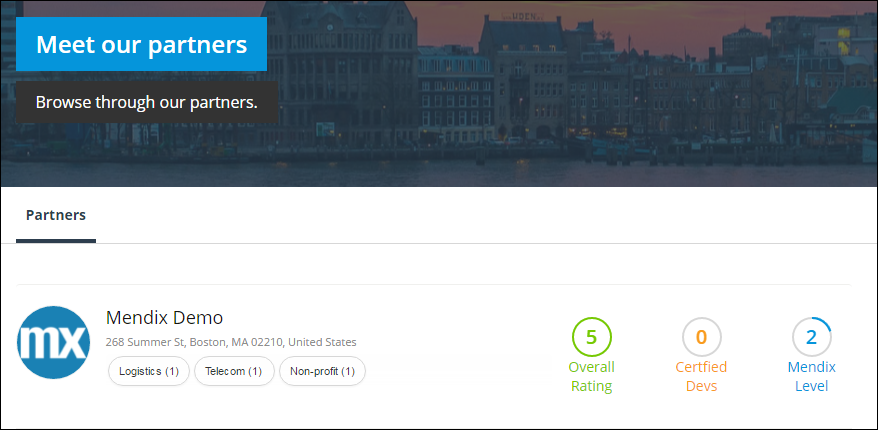 Meet our partners
Browse through our partners.
Partners
mx
Mendix Demo
268 Summer St, Boston, MA 02210, United States
Logistics (1) Telecom (1) Non-profit (1)
5 0 2
Overall Certfied Mendix
Rating Devs Level